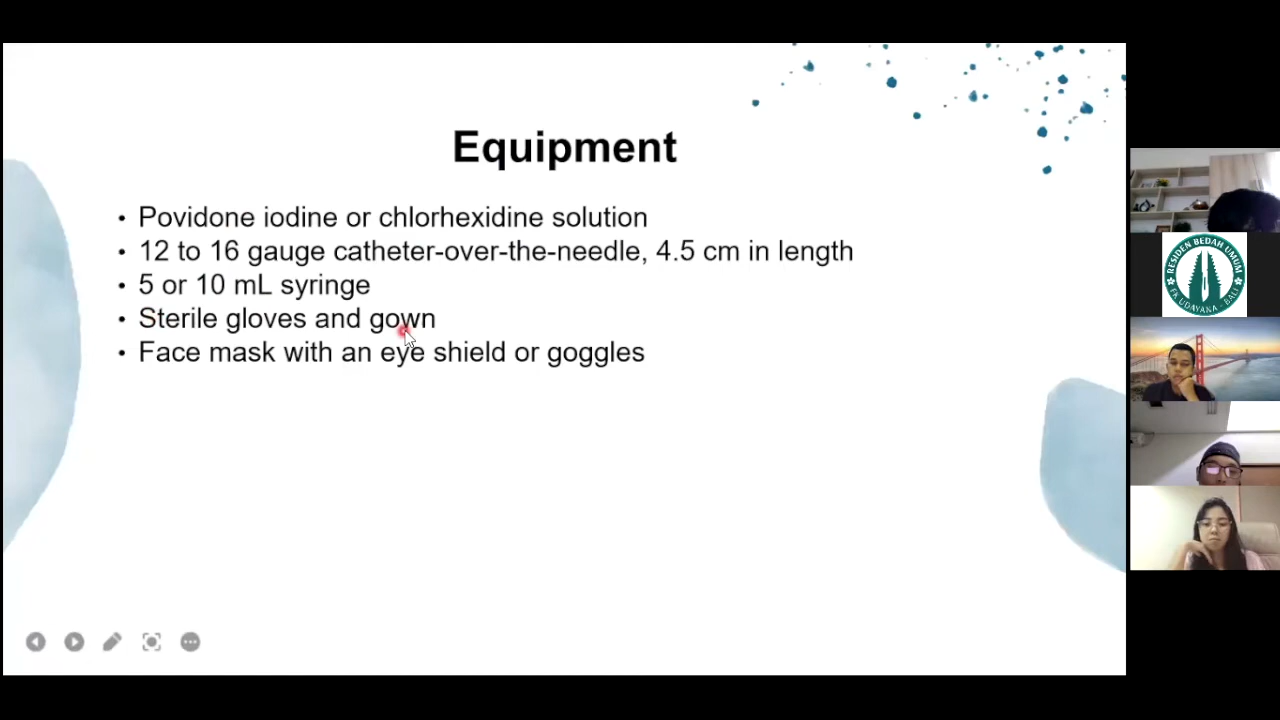 Equipment
• Povidone iodine or chlorhexidine solution
• 12 to 16 gauge catheter-over-the-needle, 4.5 cm in length
• 5 or 10 mL syringe
• Sterile gloves and gown
• Face mask with an eye shield or goggles
RESIDEN BEDAH UMUM
FK UDAYANA - BALI